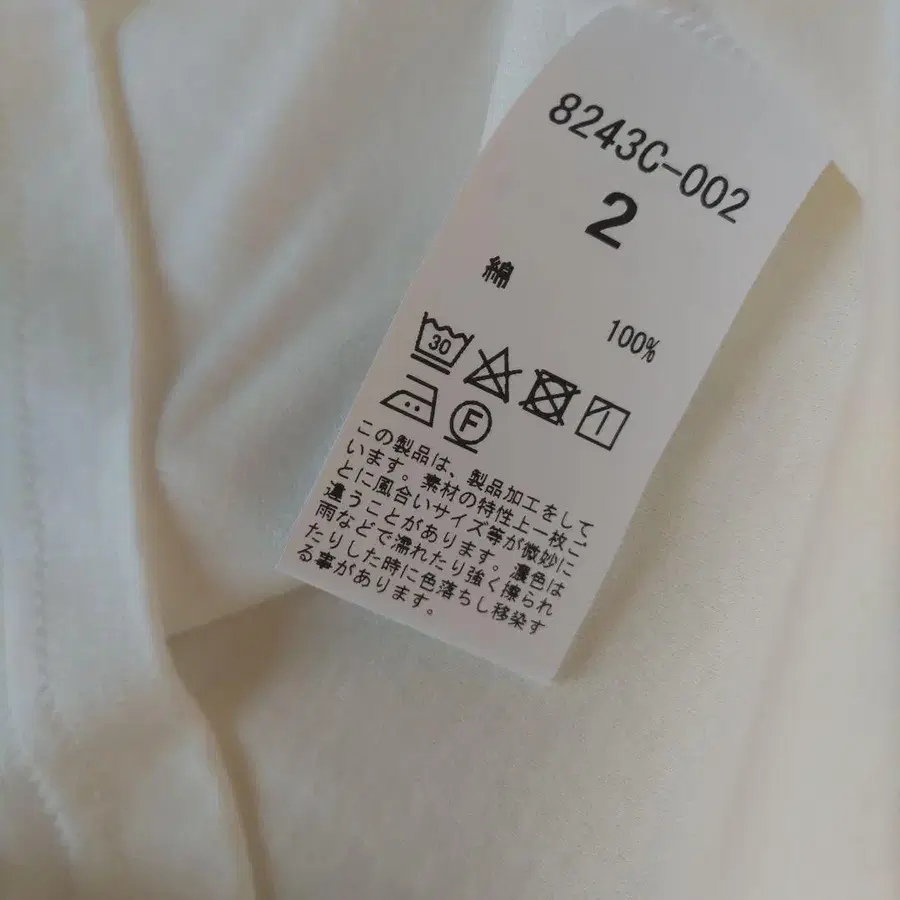 8243C-002
2
綿
100%
30
F
この製品は、製品加工をして
います。素材の特性上一枚ご
とに風合いサイズ等が微妙に
違うことがあります。濃色は
雨などで濡れたり強く擦られ
たりした時に色落ちし移染す
る事があります。